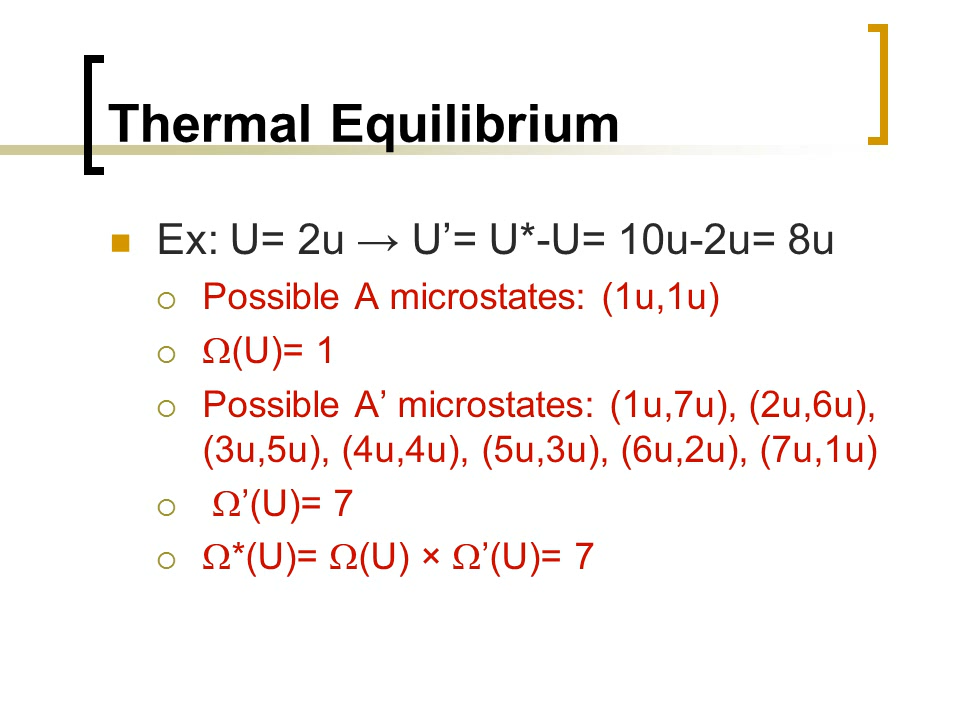 Thermal Equilibrium
Ex: U= 2u → U’= U*-U= 10u-2u= 8u
Possible A microstates: (1u,1u)
Ω(U)= 1
Possible A’ microstates: (1u,7u), (2u,6u),
(3u,5u), (4u,4u), (5u,3u), (6u,2u), (7u,1u)
Ω’(U)= 7
Ω*(U)= Ω(U) × Ω’(U)= 7